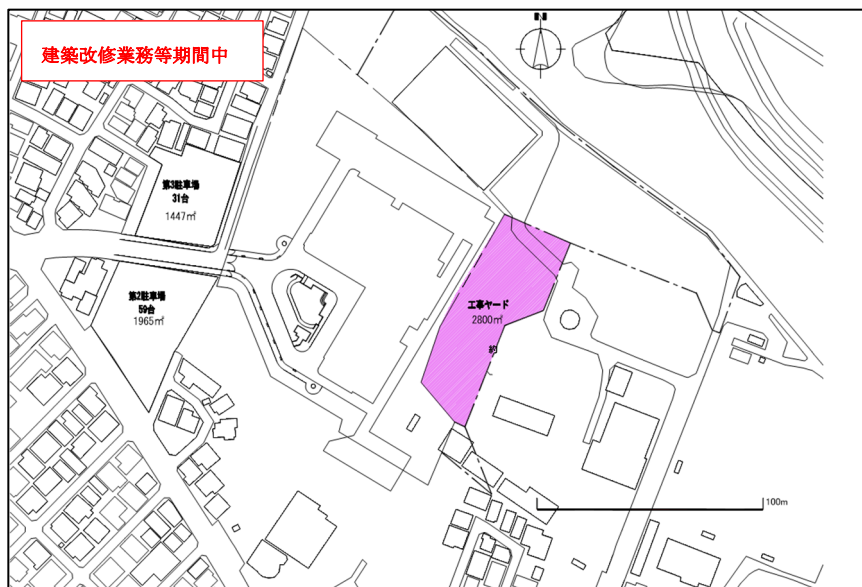 建築改修業務等期間中
N
第3駐車場
31台
1447㎡
第2駐車場
59台
1965㎡
工事ヤード
2800㎡
約
100m